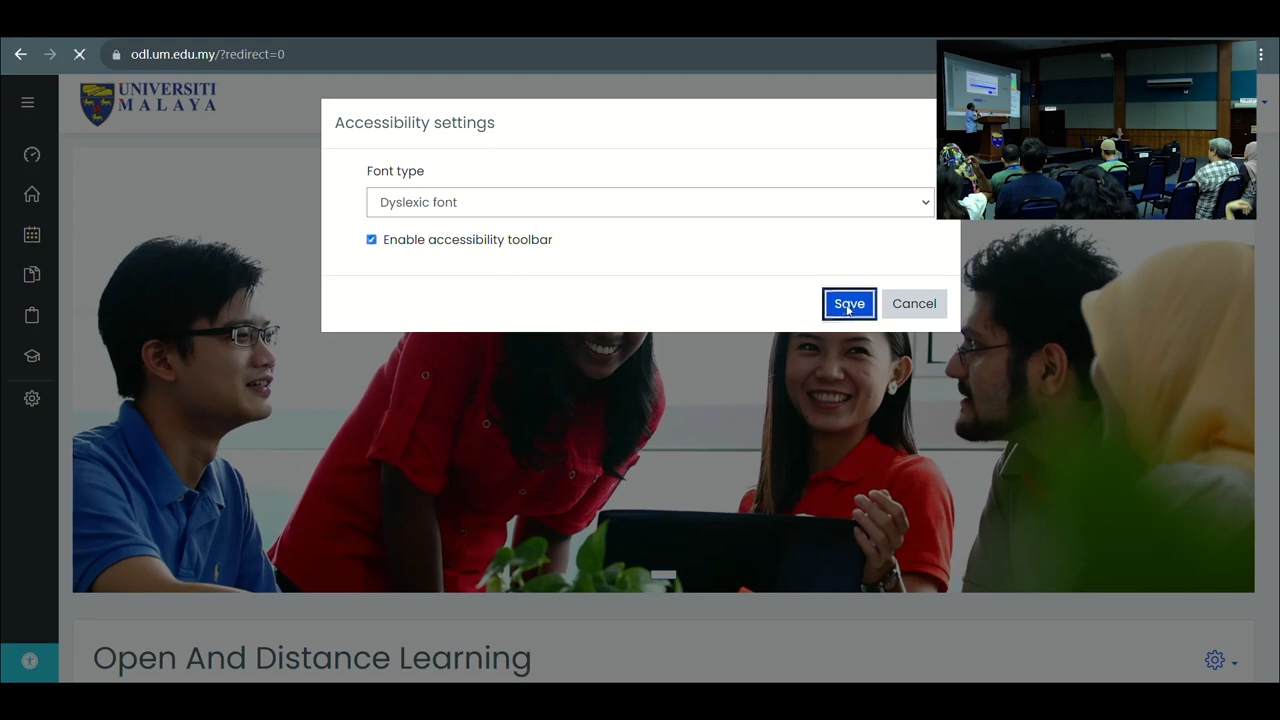 odl.um.edu.my/?redirect=0
UNIVERSITI
MALAYA
Accessibility settings
Font type
Dyslexic font
Enable accessibility toolbar
Save
Cancel
Open And Distance Learning